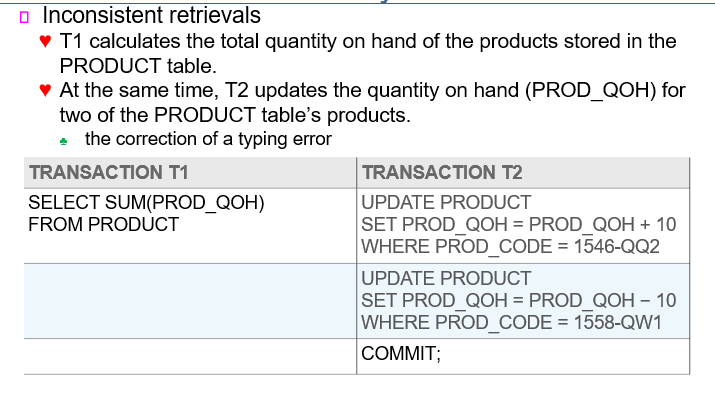 Inconsistent retrievals
T1 calculates the total quantity on hand of the products stored in the
PRODUCT table.
At the same time, T2 updates the quantity on hand (PROD_QOH) for
two of the PRODUCT table's products.
the correction of a typing error
TRANSACTION T1
TRANSACTION T2
SELECT SUM(PROD_QOH)
FROM PRODUCT
UPDATE PRODUCT
SET PROD_QOH = PROD_QOH + 10
WHERE PROD_CODE = 1546-QQ2
UPDATE PRODUCT
SET PROD_QOH = PROD_QOH − 10
WHERE PROD_CODE = 1558-QW1
COMMIT;